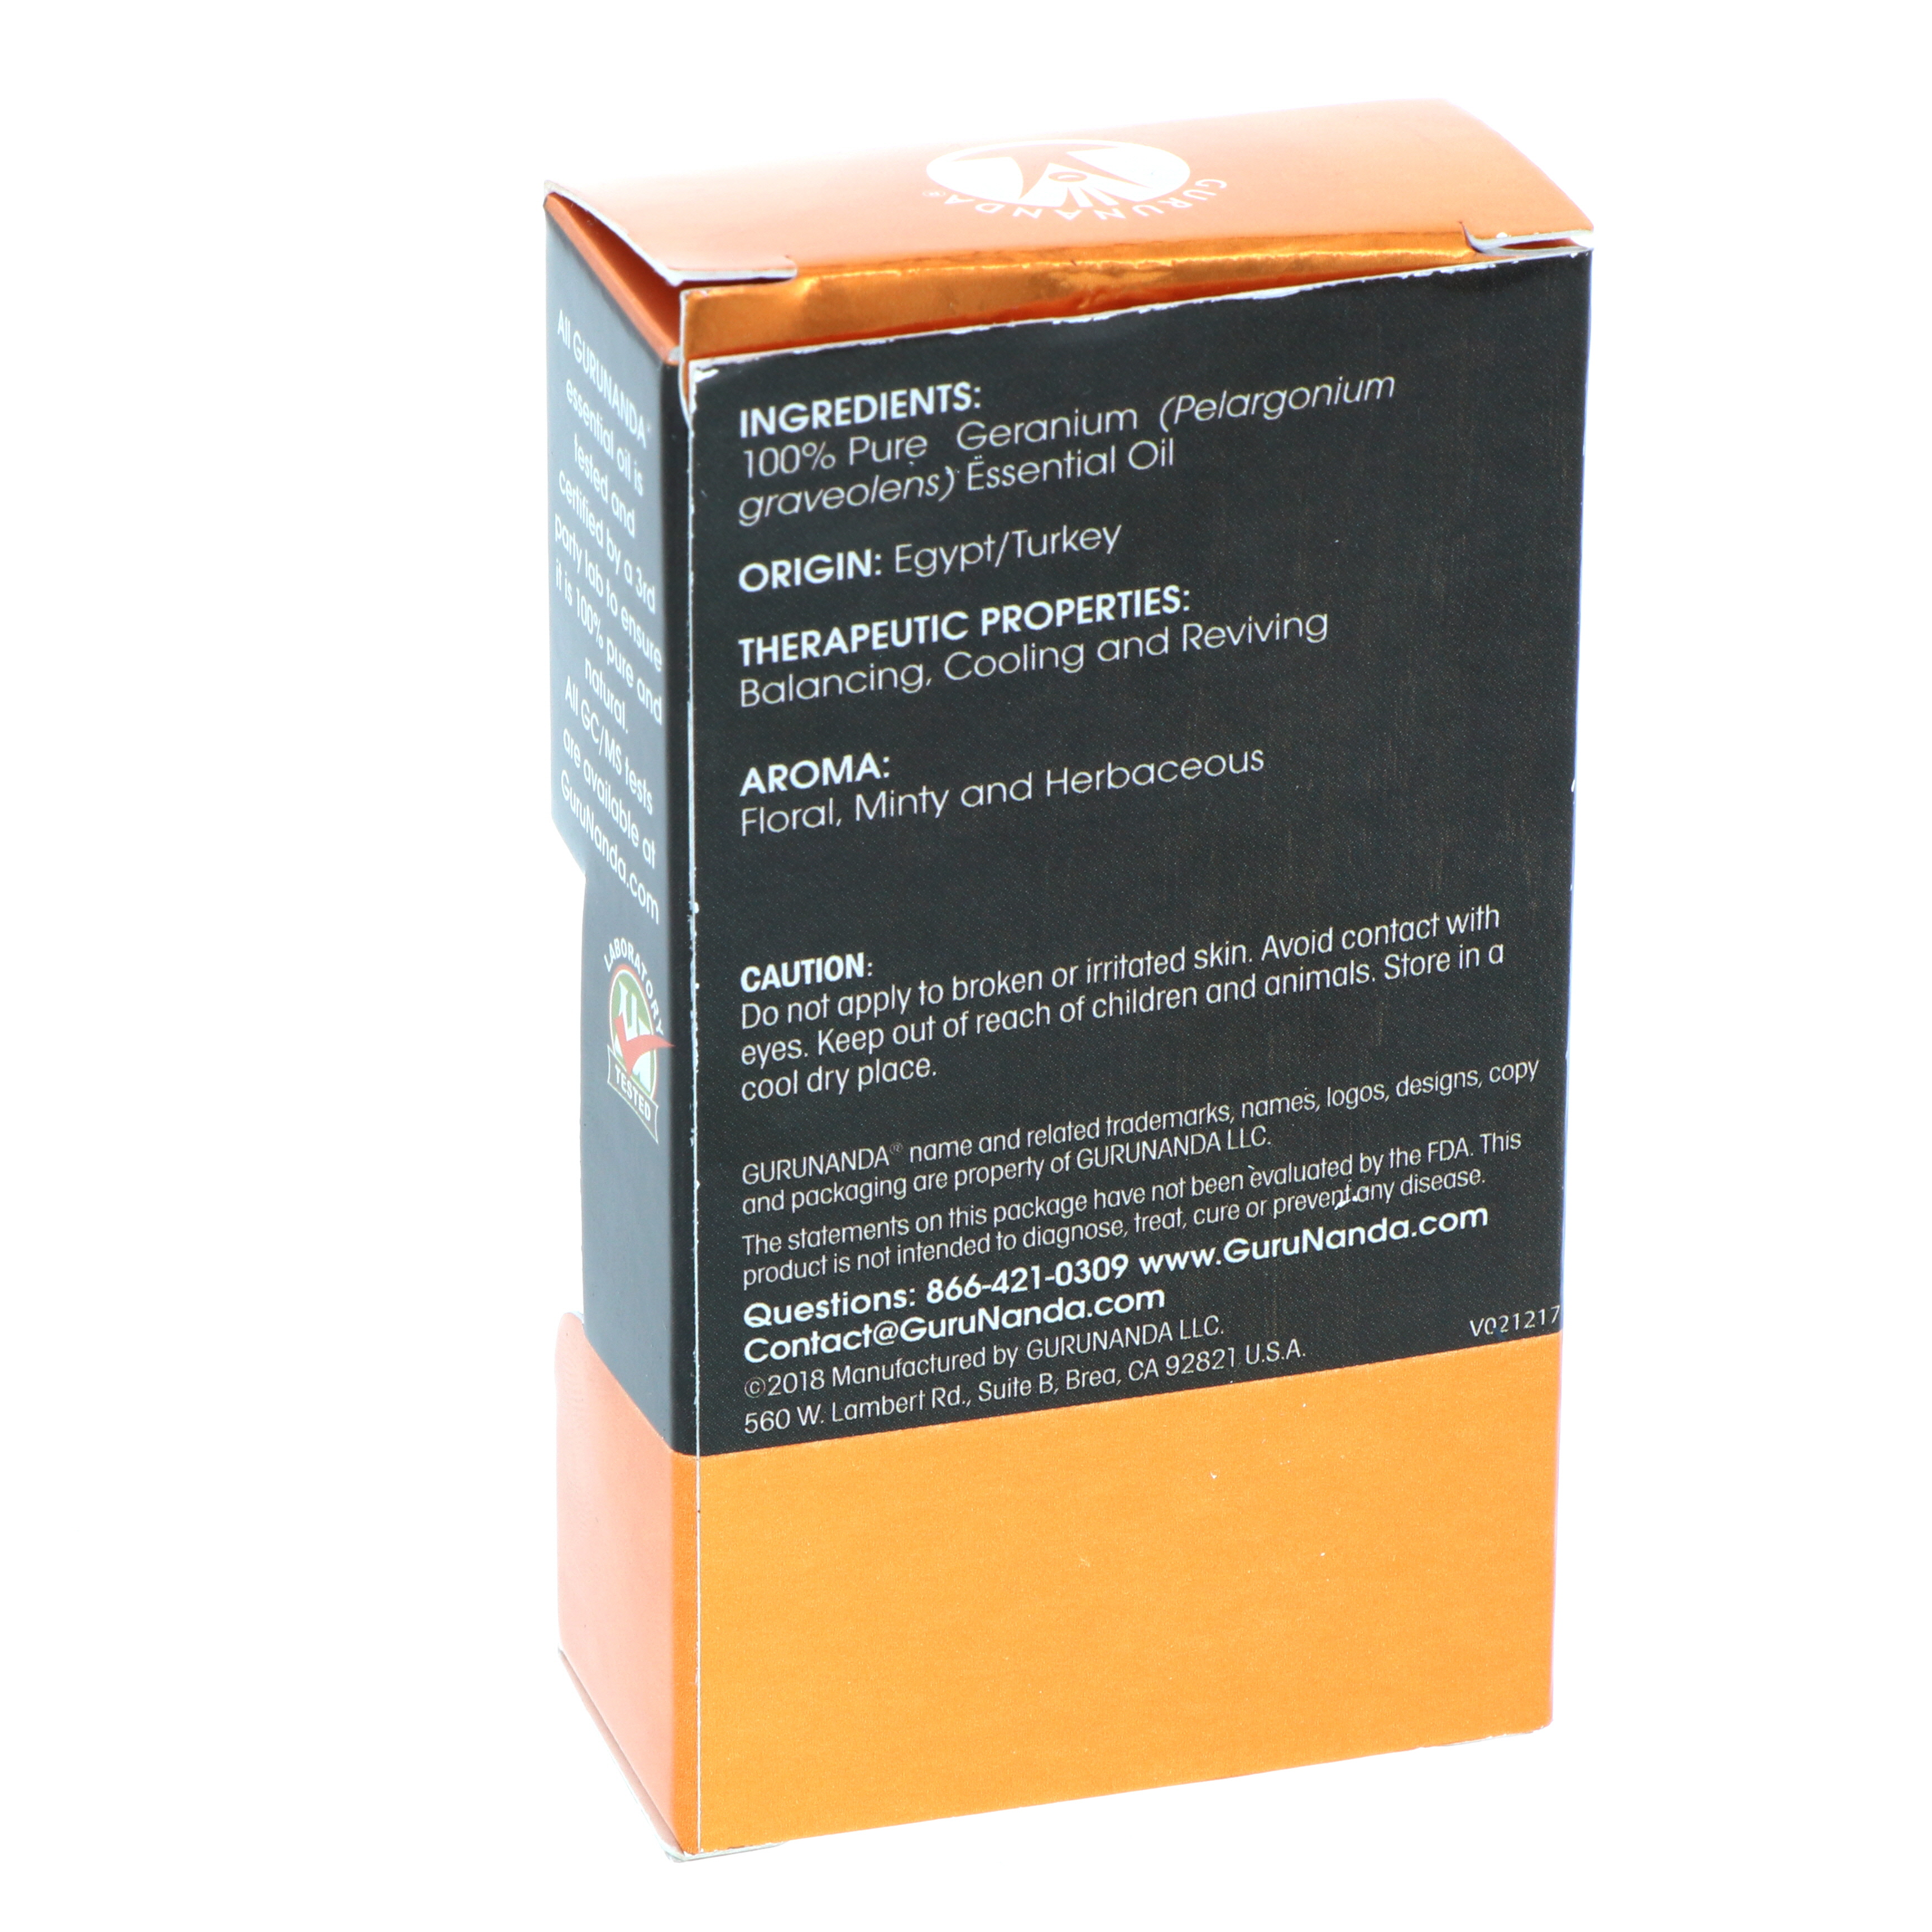 GURUNANDA®
All GURUNANDA®
essential oil is
tested and
certified by a 3rd
party lab to ensure
it is 100% pure and
natural.
All GC/MS tests
are available at
GuruNanda.com
LABORATORY
TESTED
INGREDIENTS:
100% Pure Geranium (Pelargonium
graveolens) Essential Oil
ORIGIN: Egypt/Turkey
THERAPEUTIC PROPERTIES:
Balancing, Cooling and Reviving
AROMA:
Floral, Minty and Herbaceous
CAUTION:
Do not apply to broken or irritated skin. Avoid contact with
eyes. Keep out of reach of children and animals. Store in a
cool dry place.
GURUNANDA® name and related trademarks, names, logos, designs, copy
and packaging are property of GURUNANDA LLC.
The statements on this package have not been evaluated by the FDA. This
product is not intended to diagnose, treat, cure or prevent any disease.
Questions: 866-421-0309 www.GuruNanda.com
Contact@GuruNanda.com
©2018 Manufactured by GURUNANDA LLC.
560 W. Lambert Rd., Suite B, Brea, CA 92821 U.S.A.
V021217